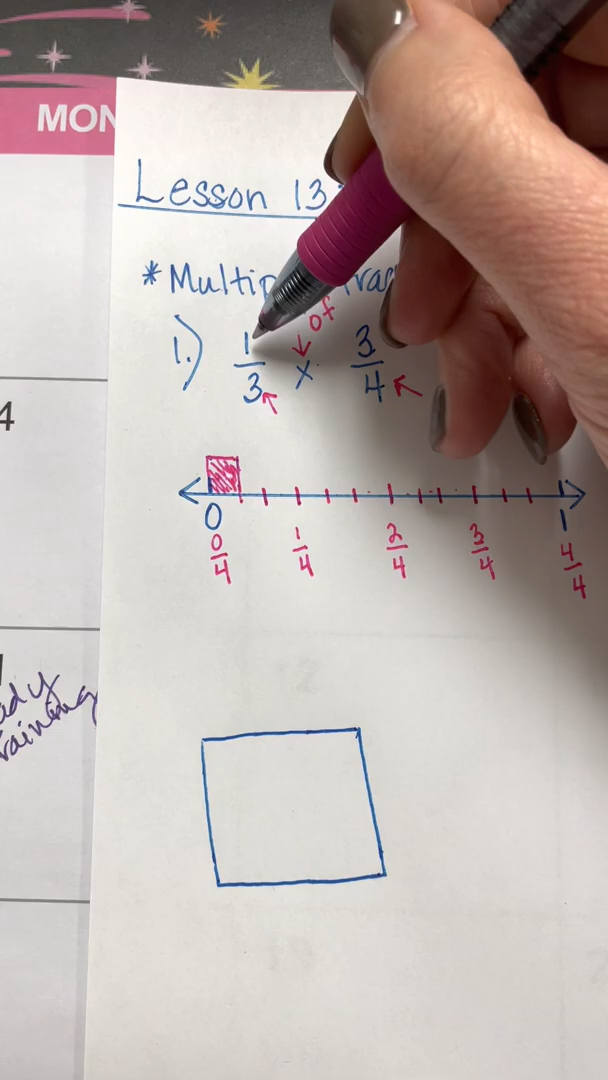 MON
Lesson 13
* Multip
of
1.) 1/3 x 3/4
0 1
0/4 1/4 2/4 3/4 4/4
4